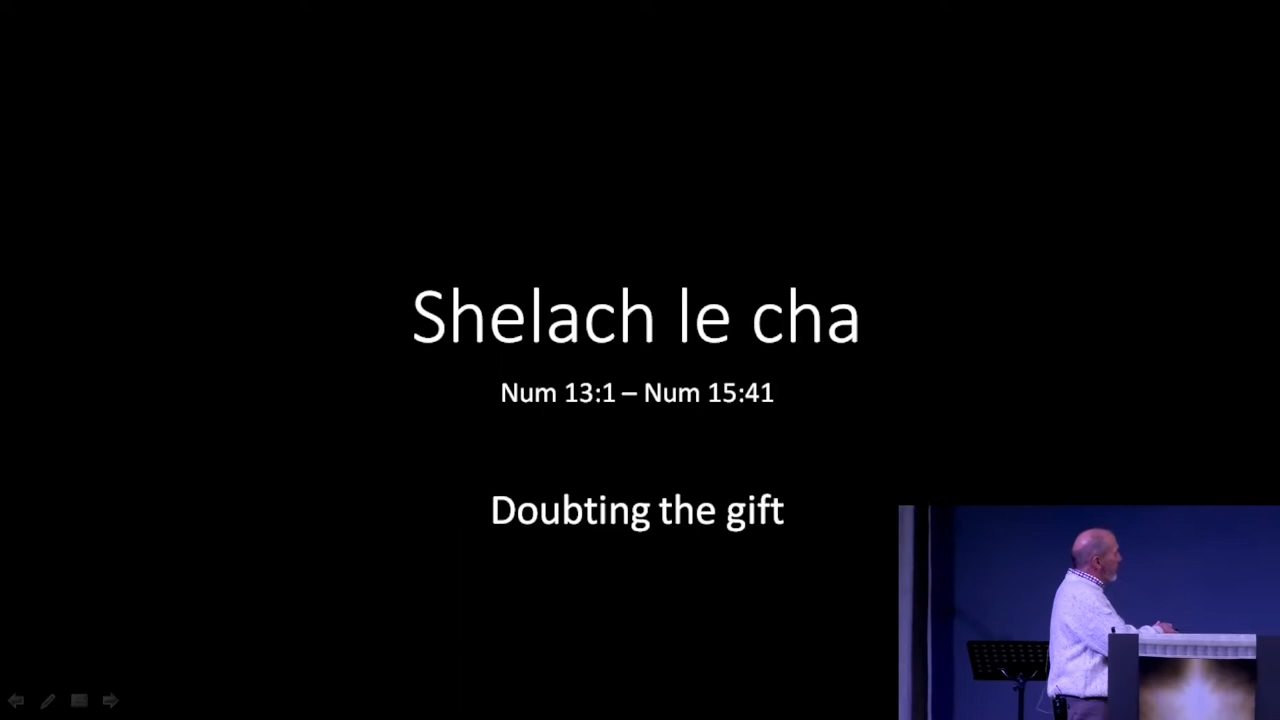 Shelach le cha
Num 13:1 – Num 15:41
Doubting the gift